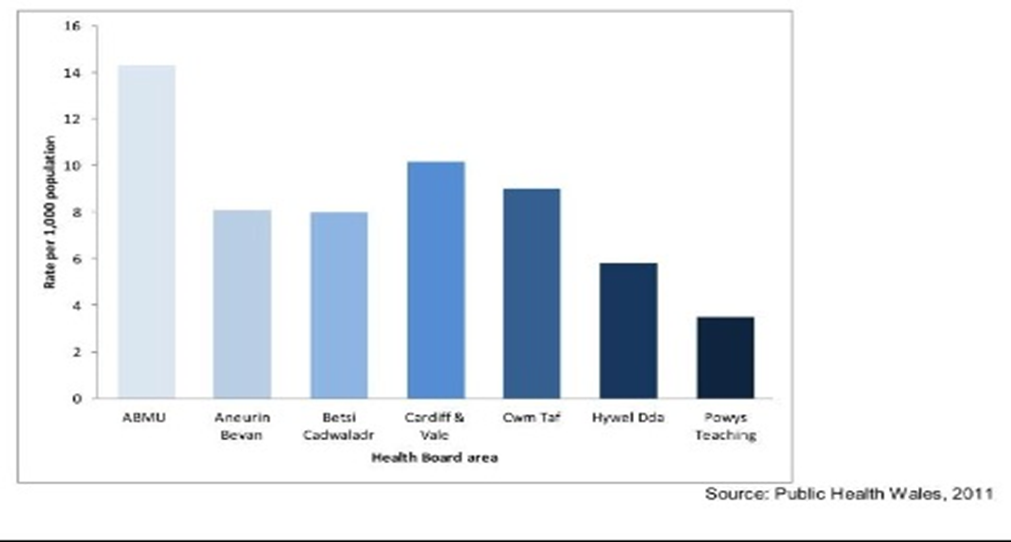 16
14
12
10
8
6
4
2
0
Rate per 1,000 population
ABMU
Aneurin
Bevan
Betsi
Cadwaladr
Cardiff &
Vale
Cwm Taf
Hywel Dda
Powys
Teaching
Health Board area
Source: Public Health Wales, 2011